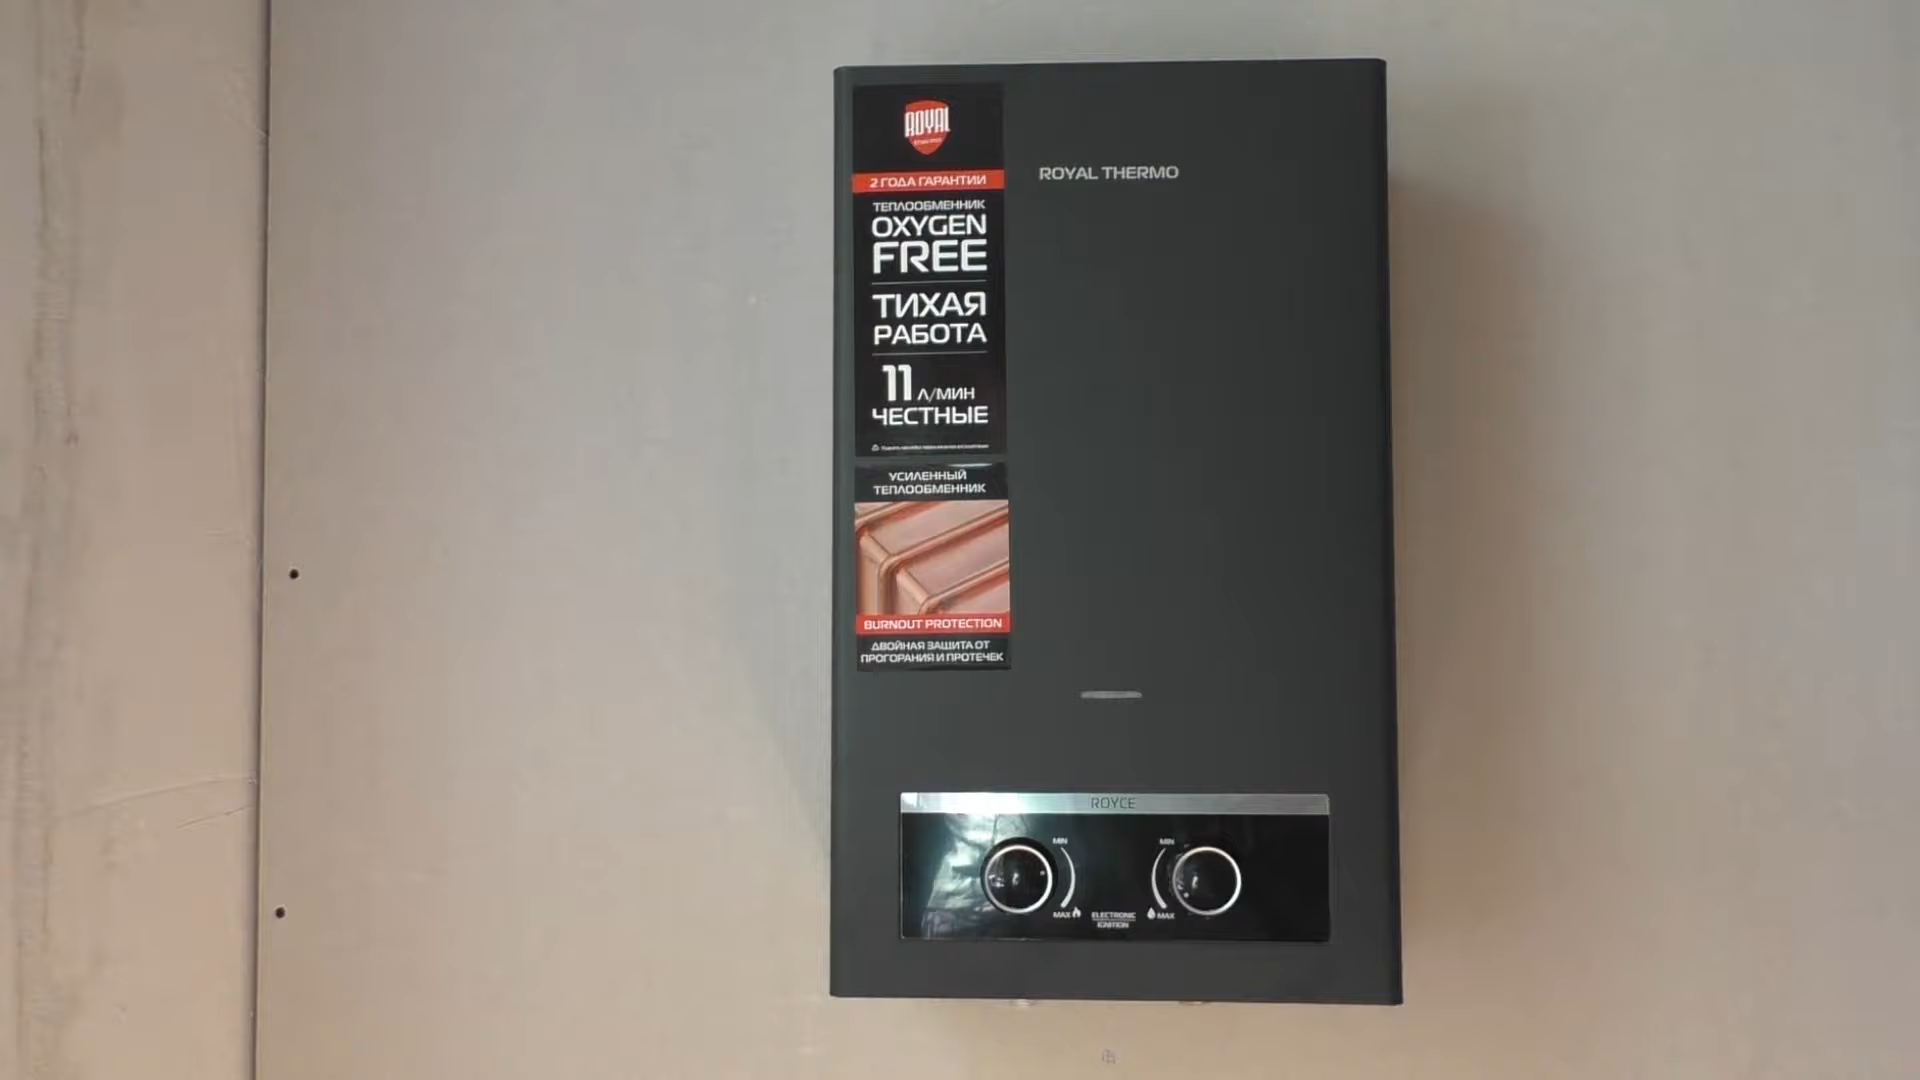 ROYAL
2 ГОДА ГАРАНТИИ
ТЕПЛООБМЕННИК
OXYGEN
FREE
ТИХАЯ
РАБОТА
11 Л/МИН
ЧЕСТНЫЕ
УСИЛЕННЫЙ
ТЕПЛООБМЕННИК
BURNOUT PROTECTION
ДВОЙНАЯ ЗАЩИТА ОТ
ПРОГОРАНИЯ И ПРОТЕЧЕК
ROYAL THERMO
ROYCE
MIN
MIN
MAX
ELECTRONIC
IGNITION
MAX